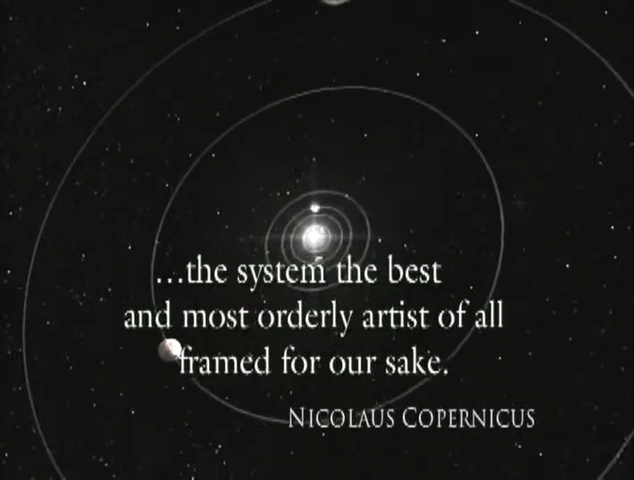 ...the system the best
and most orderly artist of all
framed for our sake.
NICOLAUS COPERNICUS